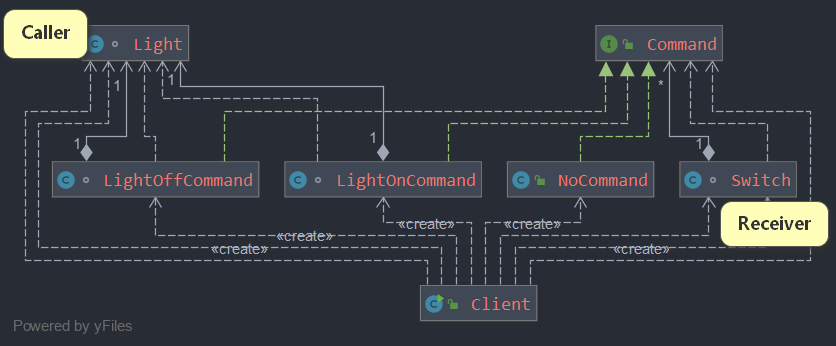 Caller
C Light
I Command
1
1
*
1
1
1
C LightOffCommand
C LightOnCommand
C NoCommand
C Switch
Receiver
«create»
«create»
«create»
«create»
«create»
C Client
Powered by yFiles